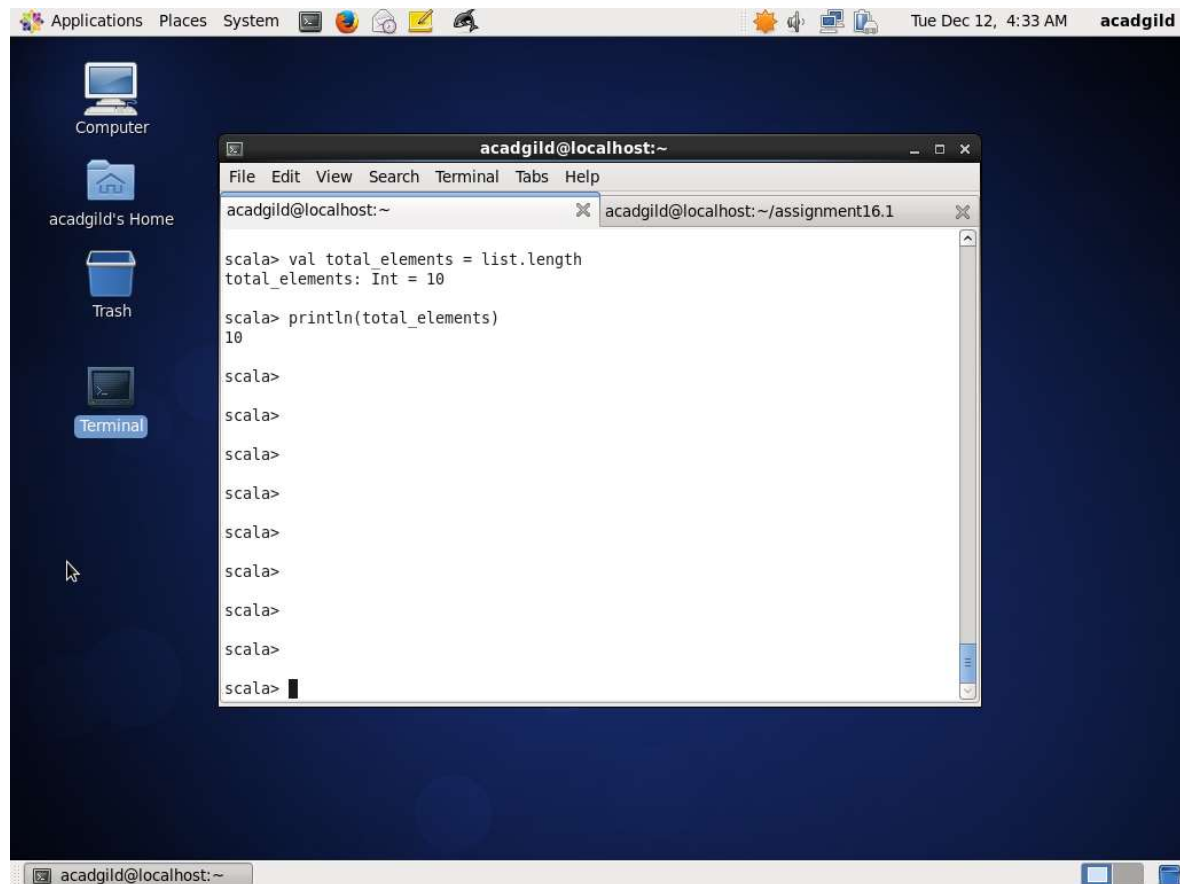 Applications Places System
Tue Dec 12, 4:33 AM acadgild
Computer
acadgild's Home
Trash
Terminal
acadgild@localhost:~
File Edit View Search Terminal Tabs Help
acadgild@localhost:~
acadgild@localhost:~/assignment16.1
scala> val total_elements = list.length
total_elements: Int = 10
scala> println(total_elements)
10
scala>
scala>
scala>
scala>
scala>
scala>
scala>
scala>
scala>
acadgild@localhost:~